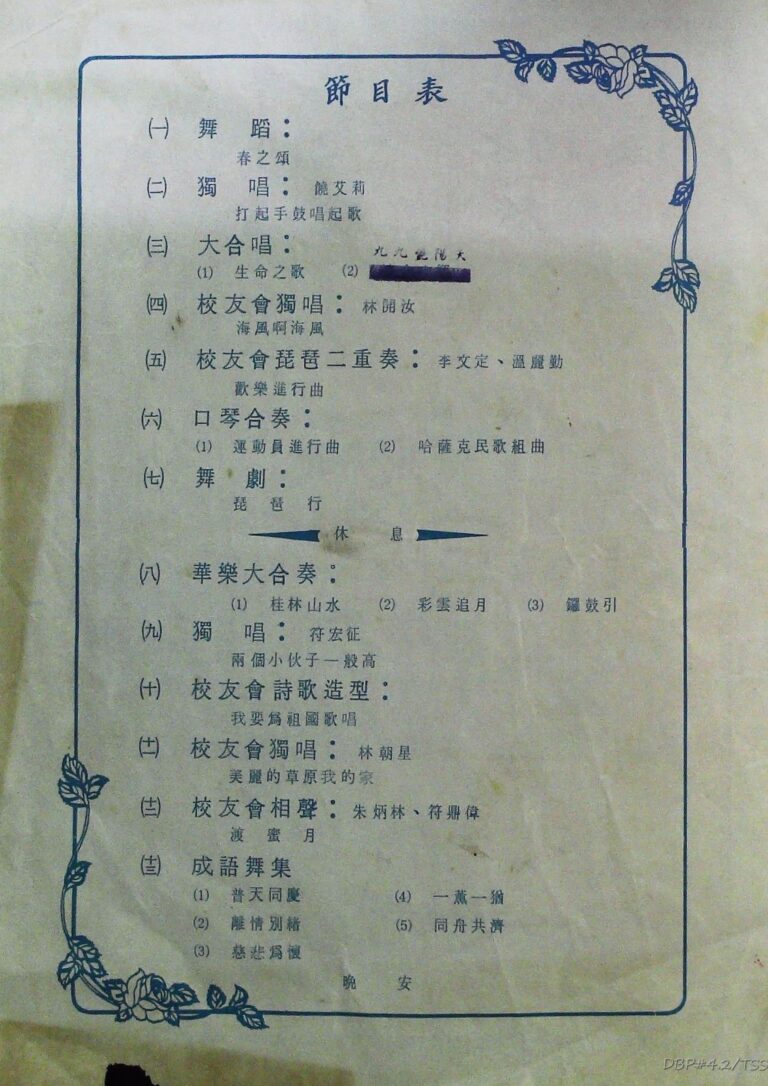 節目表
㈠ 舞 蹈：
春之頌
㈡ 獨 唱： 饒艾莉
打起手鼓唱起歌
㈢ 大合唱：
九九艷陽天
⑴ 生命之歌 ⑵
㈣ 校友會獨唱： 林開汝
海風啊海風
㈤ 校友會琵琶二重奏： 李文定、溫麗勤
歡樂進行曲
㈥ 口琴合奏：
⑴ 運動員進行曲 ⑵ 哈薩克民歌組曲
㈦ 舞 劇：
琵 琶 行
休 息
㈧ 華樂大合奏：
⑴ 桂林山水 ⑵ 彩雲追月 ⑶ 鑼鼓引
㈨ 獨 唱： 符宏征
兩個小伙子一般高
㈩ 校友會詩歌造型：
我要爲祖國歌唱
(十一) 校友會獨唱： 林朝星
美麗的草原我的家
(十二) 校友會相聲： 朱炳林、符鼎偉
渡 蜜 月
(十三) 成語舞集
⑴ 普天同慶 ⑷ 一薰一猶
⑵ 離情別緒 ⑸ 同舟共濟
⑶ 慈悲爲懷
晚 安
DBP#4.2/TSS